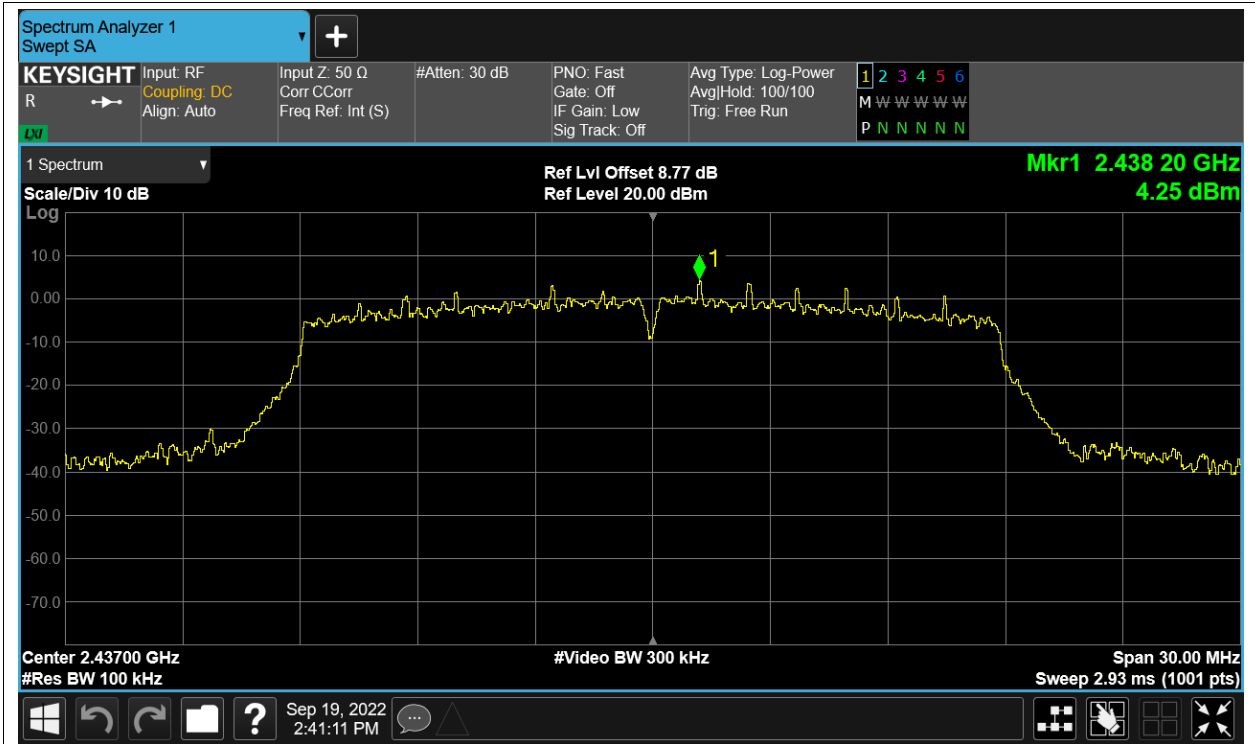 Spectrum Analyzer 1
Swept SA
+
KEYSIGHT
R
LXI
Input: RF
Coupling: DC
Align: Auto
Input Z: 50 Ω
Corr CCorr
Freq Ref: Int (S)
#Atten: 30 dB
PNO: Fast
Gate: Off
IF Gain: Low
Sig Track: Off
Avg Type: Log-Power
Avg|Hold: 100/100
Trig: Free Run
1 2 3 4 5 6
M W W W W W
P N N N N N
1 Spectrum
Scale/Div 10 dB
Log
Ref Lvl Offset 8.77 dB
Ref Level 20.00 dBm
Mkr1 2.438 20 GHz
4.25 dBm
1
10.0
0.00
-10.0
-20.0
-30.0
-40.0
-50.0
-60.0
-70.0
Center 2.43700 GHz
#Res BW 100 kHz
#Video BW 300 kHz
Span 30.00 MHz
Sweep 2.93 ms (1001 pts)
?
Sep 19, 2022
2:41:11 PM